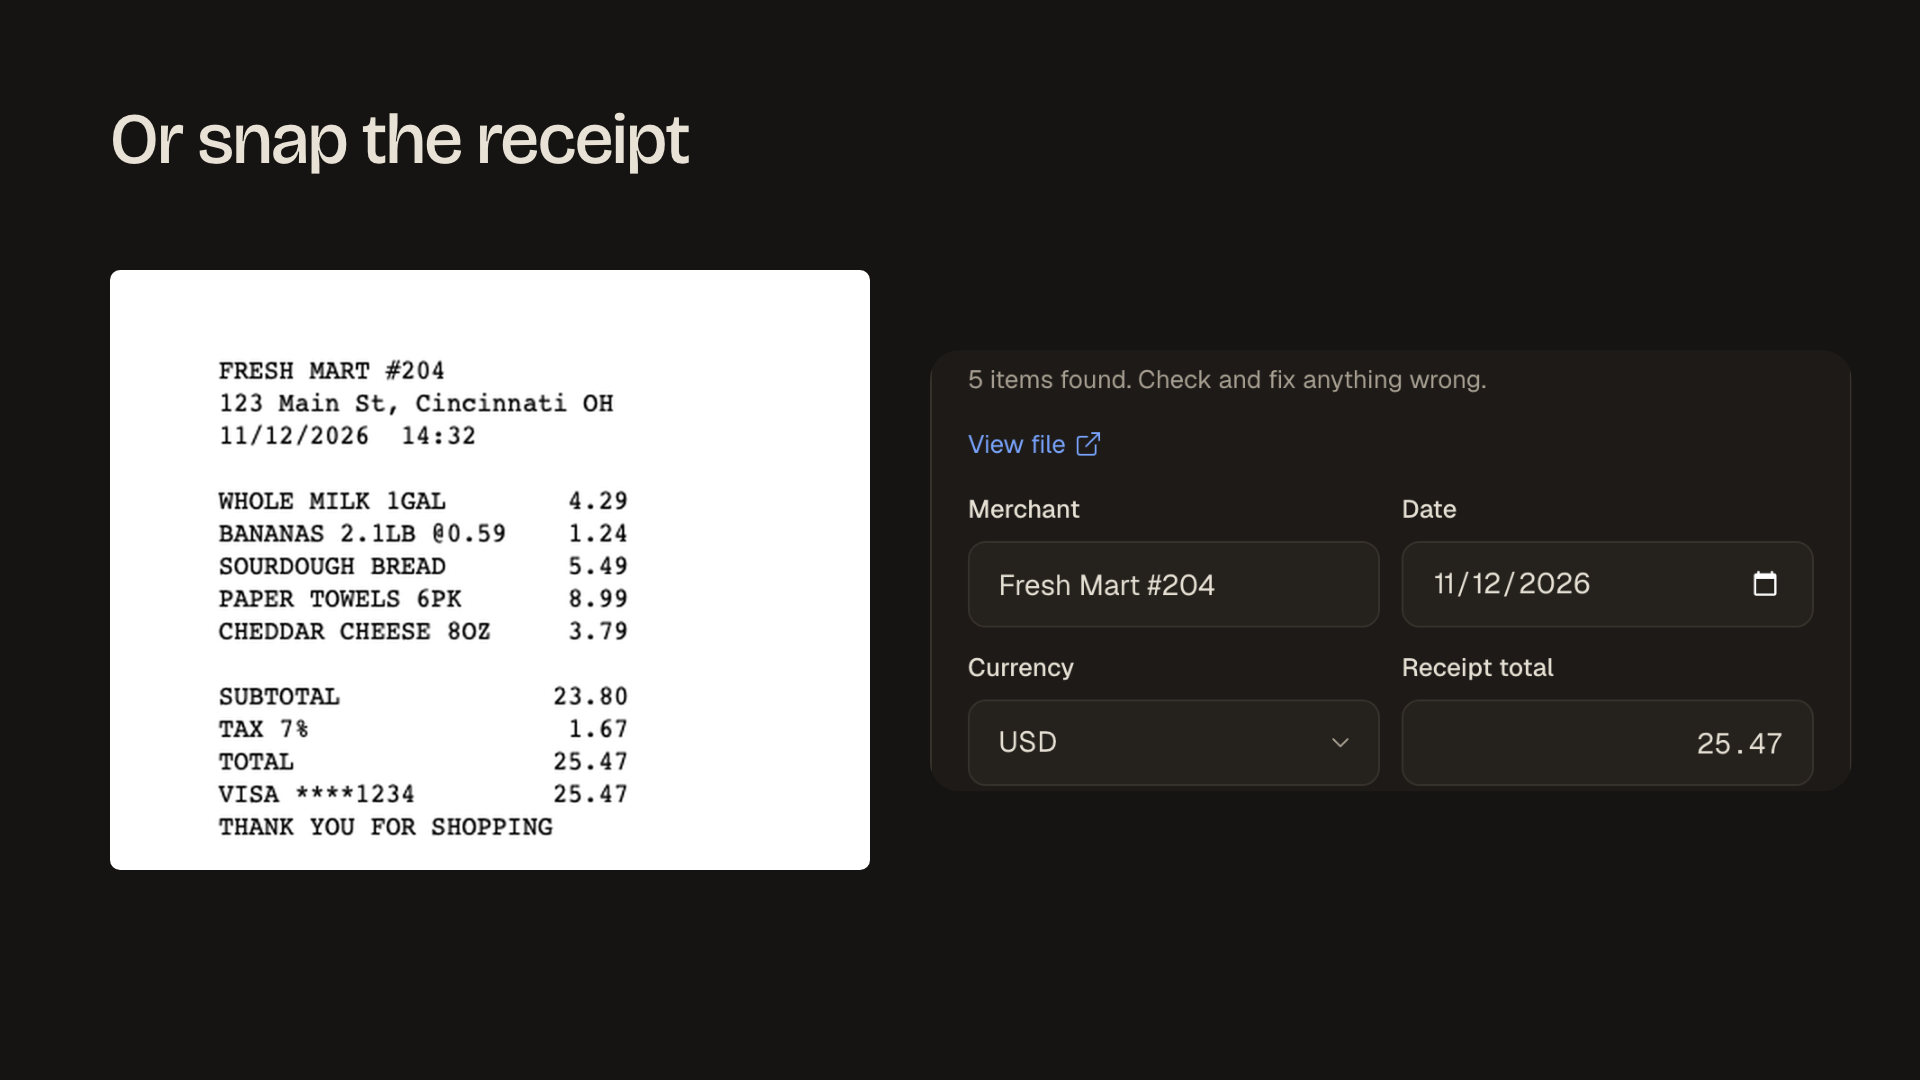 Or snap the receipt
FRESH MART #204
123 Main St, Cincinnati OH
11/12/2026  14:32
WHOLE MILK 1GAL 4.29
BANANAS 2.1LB @0.59 1.24
SOURDOUGH BREAD 5.49
PAPER TOWELS 6PK 8.99
CHEDDAR CHEESE 8OZ 3.79
SUBTOTAL 23.80
TAX 7% 1.67
TOTAL 25.47
VISA ****1234 25.47
THANK YOU FOR SHOPPING
5 items found. Check and fix anything wrong.
View file
Merchant
Fresh Mart #204
Date
11/12/2026
Currency
USD
Receipt total
25.47